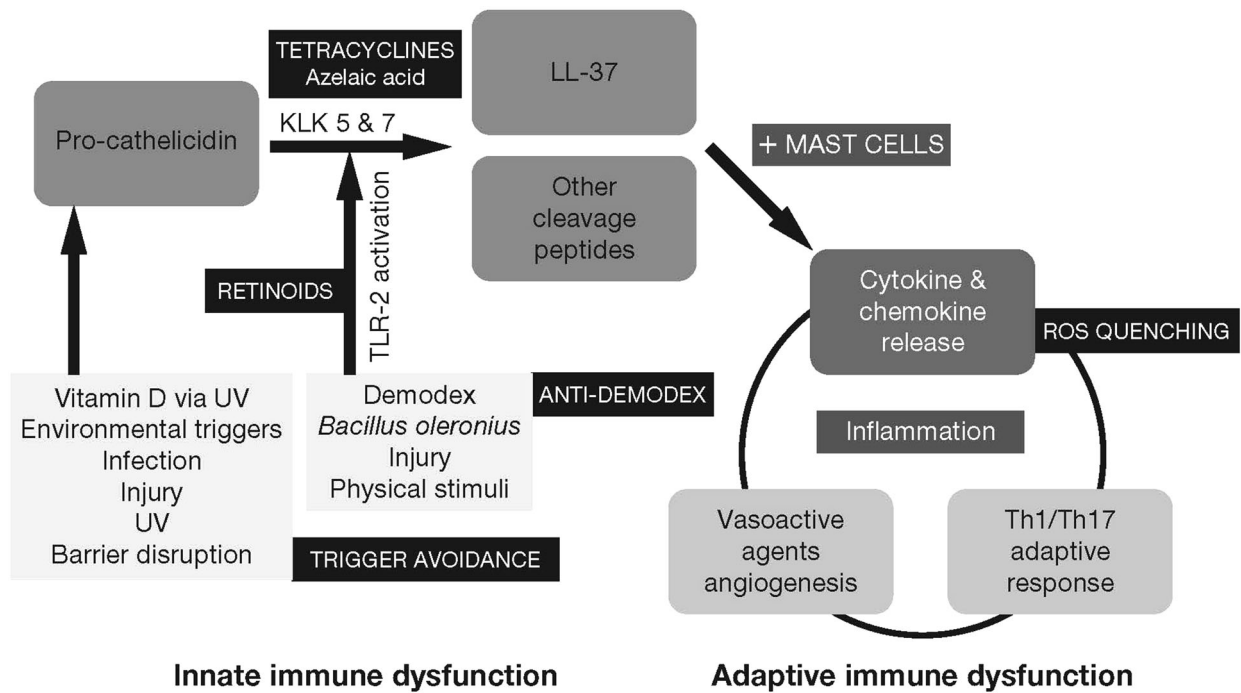 TETRACYCLINES
Azelaic acid
LL-37
Pro-cathelicidin
KLK 5 & 7
+ MAST CELLS
Other
cleavage
peptides
TLR-2 activation
RETINOIDS
Cytokine &
chemokine
release
ROS QUENCHING
Vitamin D via UV
Environmental triggers
Infection
Injury
UV
Barrier disruption
Demodex
Bacillus oleronius
Injury
Physical stimuli
ANTI-DEMODEX
TRIGGER AVOIDANCE
Inflammation
Vasoactive
agents
angiogenesis
Th1/Th17
adaptive
response
Innate immune dysfunction
Adaptive immune dysfunction